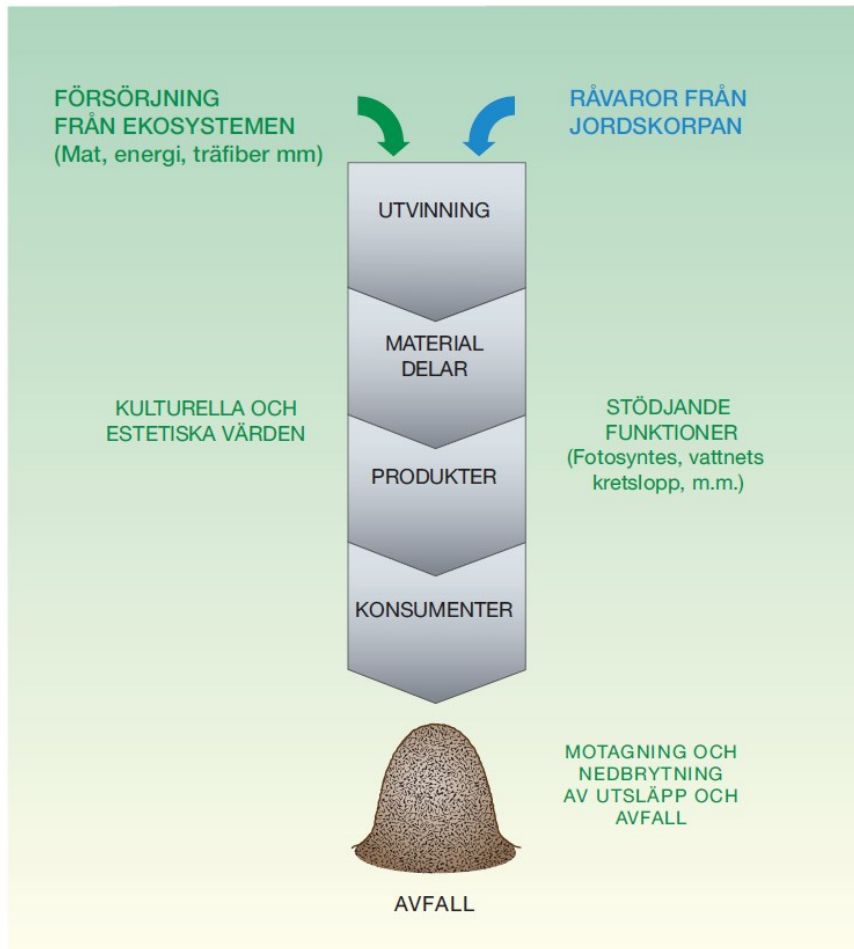 FÖRSÖRJNING
FRÅN EKOSYSTEMEN
(Mat, energi, träfiber mm)
RÅVAROR FRÅN
JORDSKORPAN
UTVINNING
MATERIAL
DELAR
KULTURELLA OCH
ESTETISKA VÄRDEN
STÖDJANDE
FUNKTIONER
(Fotosyntes, vattnets
kretslopp, m.m.)
PRODUKTER
KONSUMENTER
MOTAGNING OCH
NEDBRYTNING
AV UTSLÄPP OCH
AVFALL
AVFALL